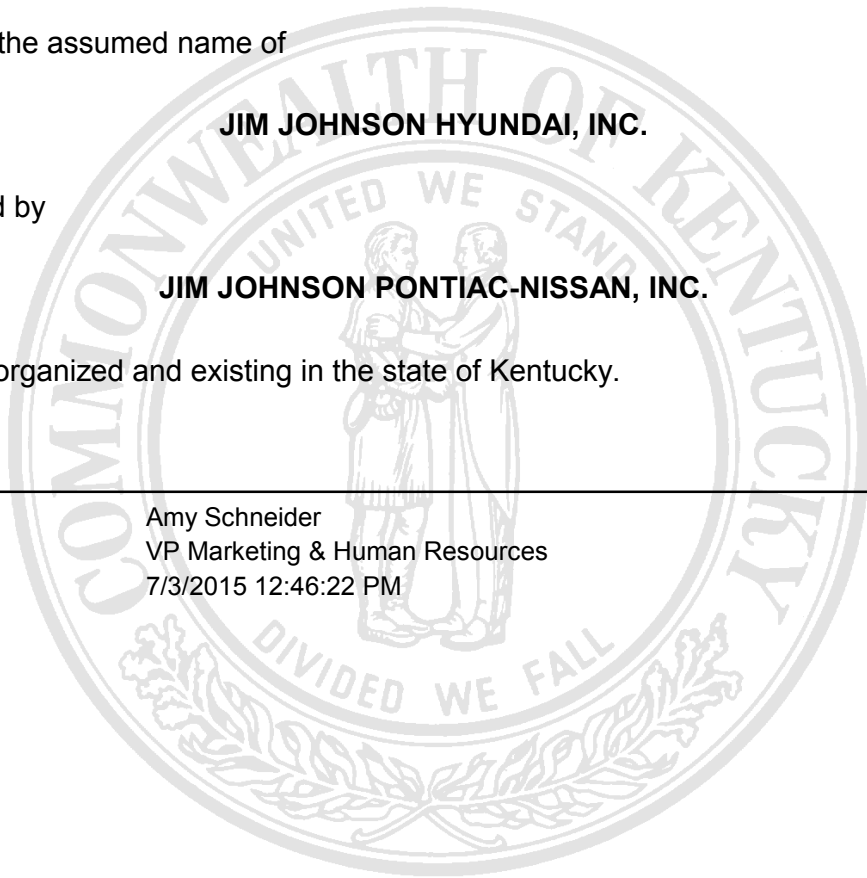 the assumed name of
JIM JOHNSON HYUNDAI, INC.
d by
JIM JOHNSON PONTIAC-NISSAN, INC.
organized and existing in the state of Kentucky.
Amy Schneider
VP Marketing & Human Resources
7/3/2015 12:46:22 PM
COMMONWEALTH OF KENTUCKY
UNITED WE STAND
DIVIDED WE FALL